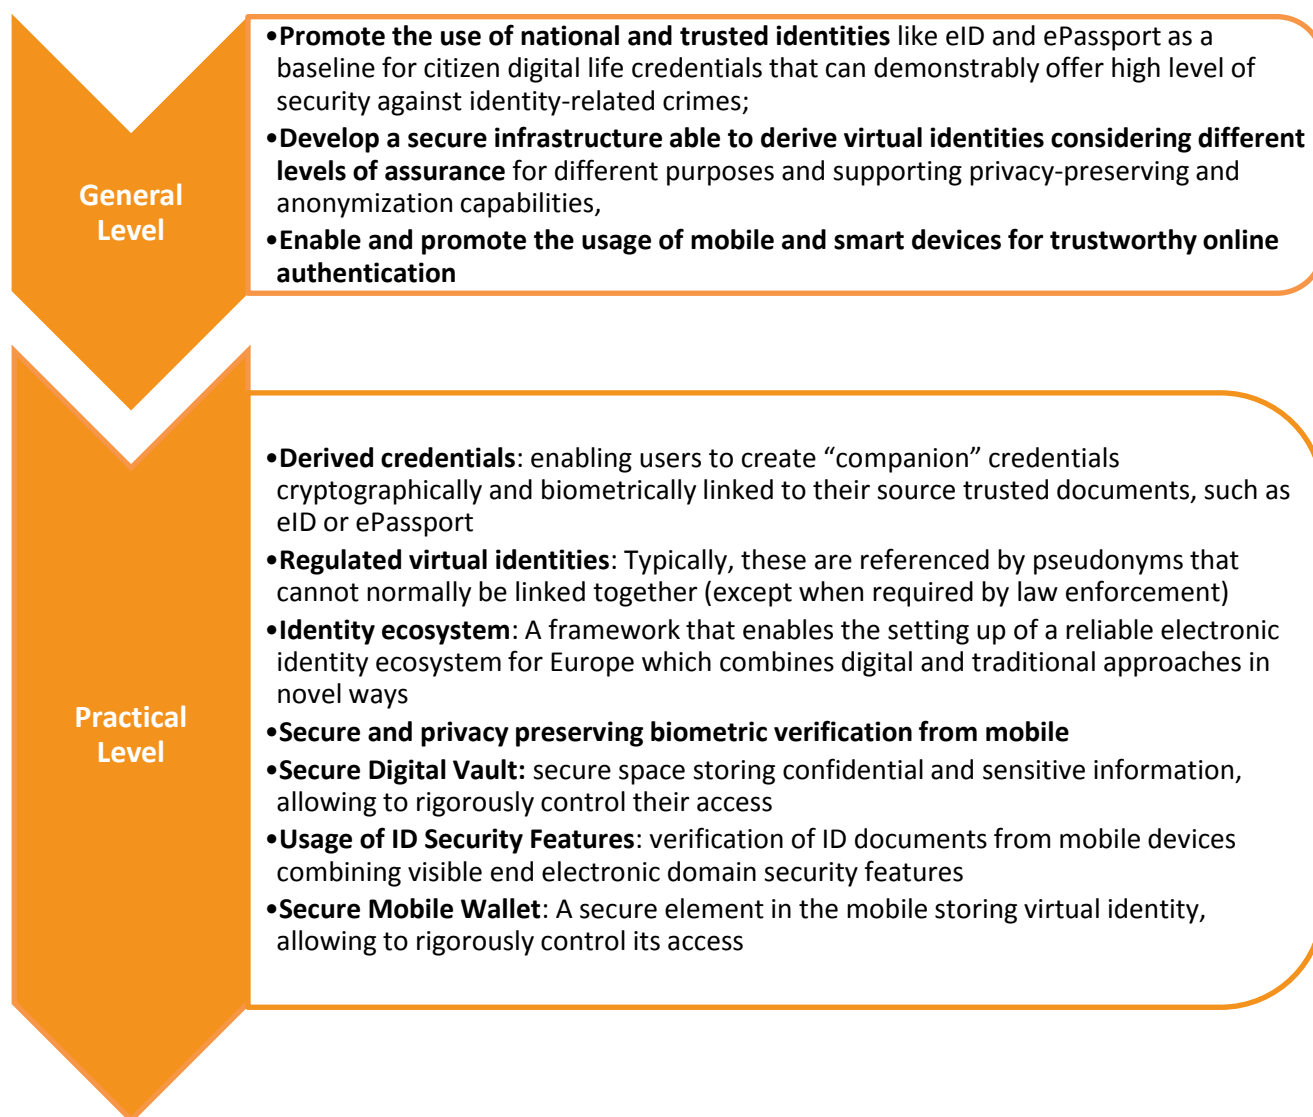 General
Level
•Promote the use of national and trusted identities like eID and ePassport as a
baseline for citizen digital life credentials that can demonstrably offer high level of
security against identity-related crimes;
•Develop a secure infrastructure able to derive virtual identities considering different
levels of assurance for different purposes and supporting privacy-preserving and
anonymization capabilities,
•Enable and promote the usage of mobile and smart devices for trustworthy online
authentication
Practical
Level
•Derived credentials: enabling users to create “companion” credentials
cryptographically and biometrically linked to their source trusted documents, such as
eID or ePassport
•Regulated virtual identities: Typically, these are referenced by pseudonyms that
cannot normally be linked together (except when required by law enforcement)
•Identity ecosystem: A framework that enables the setting up of a reliable electronic
identity ecosystem for Europe which combines digital and traditional approaches in
novel ways
•Secure and privacy preserving biometric verification from mobile
•Secure Digital Vault: secure space storing confidential and sensitive information,
allowing to rigorously control their access
•Usage of ID Security Features: verification of ID documents from mobile devices
combining visible end electronic domain security features
•Secure Mobile Wallet: A secure element in the mobile storing virtual identity,
allowing to rigorously control its access